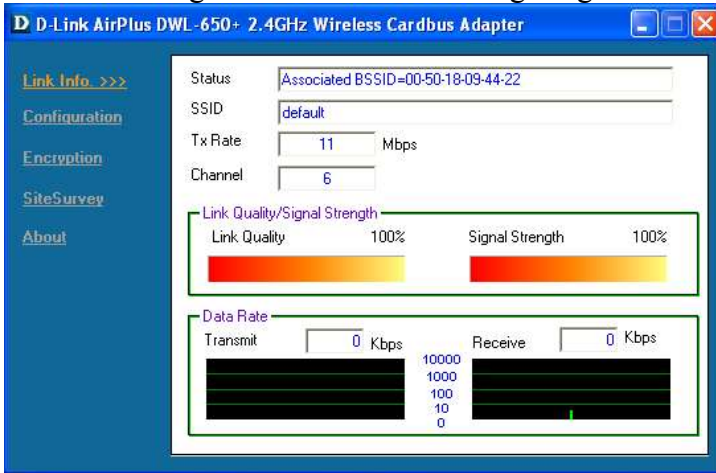 D D-Link AirPlus DWL-650+ 2.4GHz Wireless Cardbus Adapter
Link Info. >>>
Configuration
Encryption
SiteSurvey
About
Status Associated BSSID=00-50-18-09-44-22
SSID default
Tx Rate 11 Mbps
Channel 6
Link Quality/Signal Strength
Link Quality 100% Signal Strength 100%
Data Rate
Transmit 0 Kbps Receive 0 Kbps
10000
1000
100
10
0